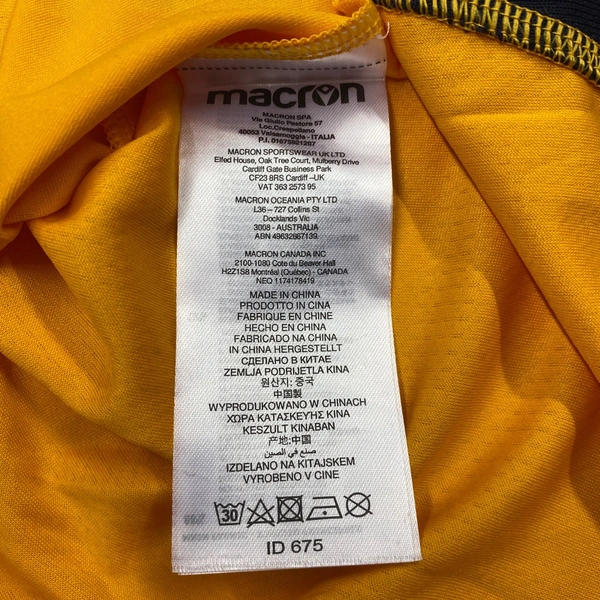 macron
MACRON SPA
Via Giulio Pastore 57
Loc.Crespellano
40053 Valsamoggia - ITALIA
P.I. 01673921207
MACRON SPORTSWEAR UK LTD
Elfed House, Oak Tree Court, Mulberry Drive
Cardiff Gate Business Park
CF23 8RS Cardiff –UK
VAT 363 2573 95
MACRON OCEANIA PTY LTD
L36 – 727 Collins St
Docklands Vic
3008 - AUSTRALIA
ABN 49632667139
MACRON CANADA INC
2100-1080 Cote du Beaver Hall
H2Z1S8 Montréal (Québec) - CANADA
NEQ 1174178419
MADE IN CHINA
PRODOTTO IN CINA
FABRIQUE EN CHINE
HECHO EN CHINA
FABRICADO NA CHINA
IN CHINA HERGESTELLT
СДЕЛАНО В КИТАЕ
ZEMLJA PODRIJETLA KINA
원산지: 중국
中国製
WYPRODUKOWANO W CHINACH
ΧΩΡΑ ΚΑΤΑΣΚΕΥΗΣ ΚΙΝΑ
KESZULT KINABAN
产地:中国
صنع في الصين
IZDELANO NA KITAJSKEM
VYROBENO V CINE
30
ID 675